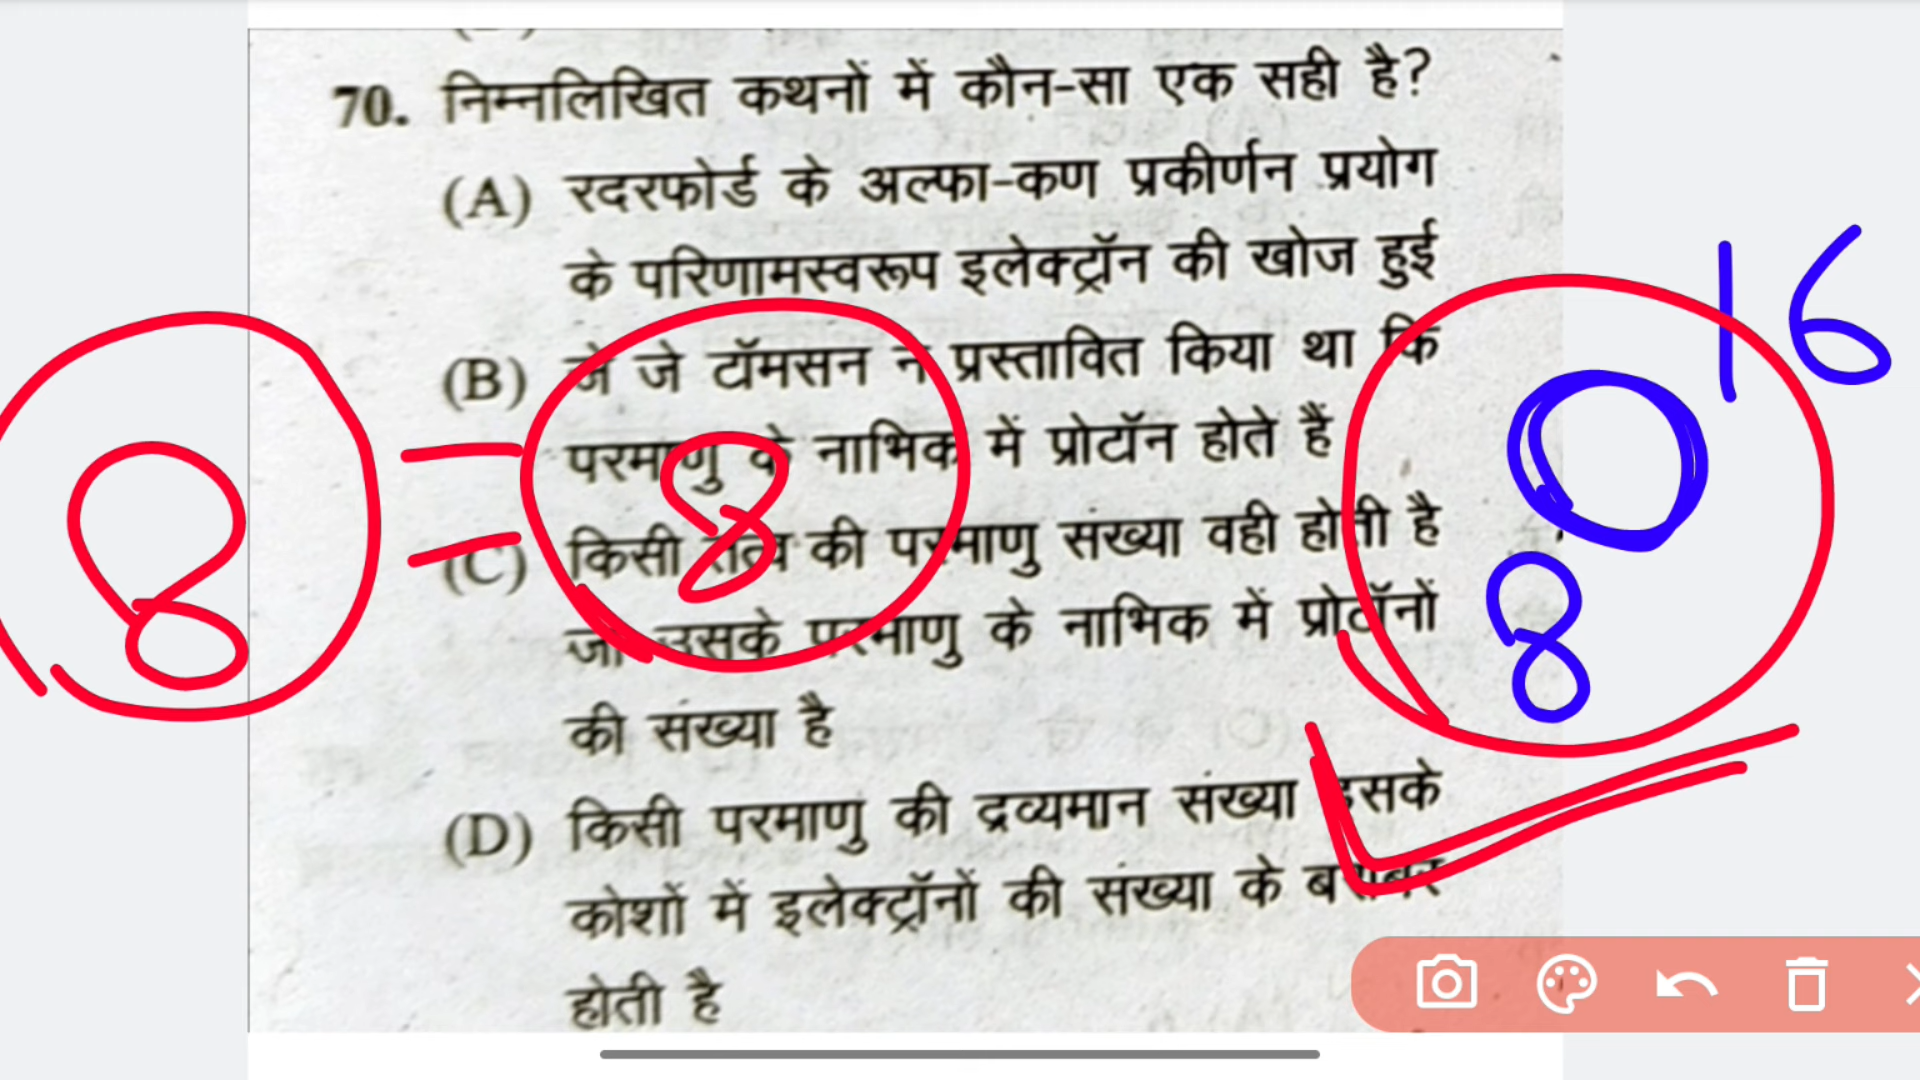 70. निम्नलिखित कथनों में कौन-सा एक सही है?
(A) रदरफोर्ड के अल्फा-कण प्रकीर्णन प्रयोग
के परिणामस्वरूप इलेक्ट्रॉन की खोज हुई
(B) जे जे टॉमसन ने प्रस्तावित किया था कि
परमाणु के नाभिक में प्रोटॉन होते हैं
(C) किसी तत्व की परमाणु संख्या वही होती है
जो उसके परमाणु के नाभिक में प्रोटॉनों
की संख्या है
(D) किसी परमाणु की द्रव्यमान संख्या इसके
कोशों में इलेक्ट्रॉनों की संख्या के बराबर
होती है
8 = 8
16
O
8